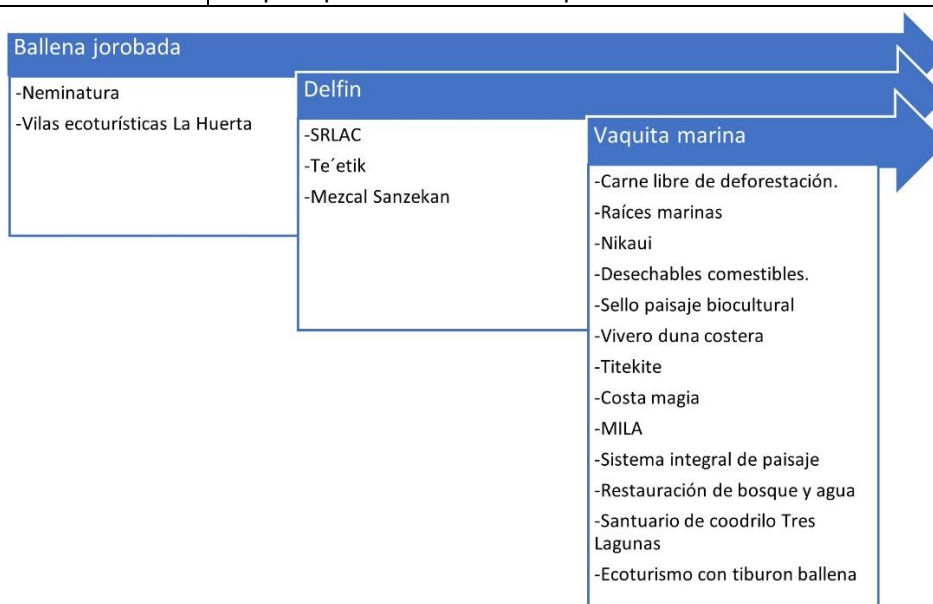 Ballena jorobada
-Neminatura
-Vilas ecoturísticas La Huerta
Delfin
-SRLAC
-Te´etik
-Mezcal Sanzekan
Vaquita marina
-Carne libre de deforestación.
-Raíces marinas
-Nikaui
-Desechables comestibles.
-Sello paisaje biocultural
-Vivero duna costera
-Titekite
-Costa magia
-MILA
-Sistema integral de paisaje
-Restauración de bosque y agua
-Santuario de coodrilo Tres
Lagunas
-Ecoturismo con tiburon ballena